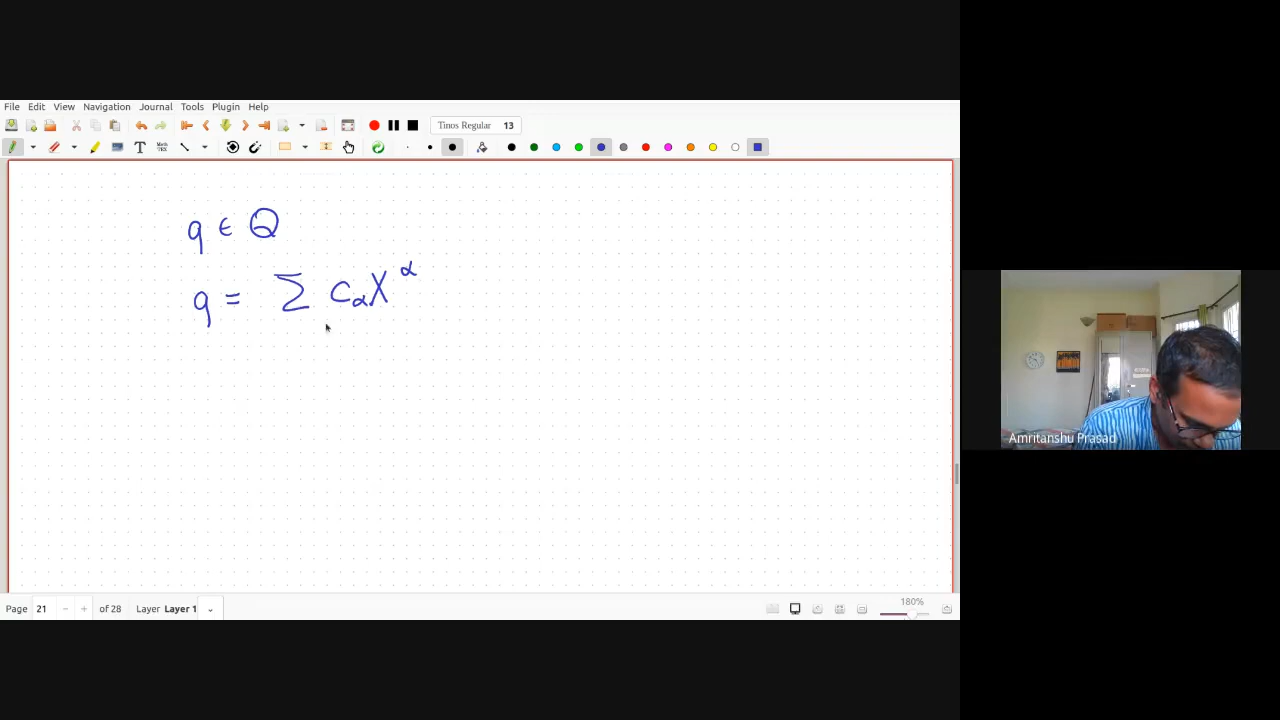 File Edit View Navigation Journal Tools Plugin Help
Tinos Regular 13
q ∈ Q
q = Σ c_α X^α
Amritanshu Prasad
Page 21 of 28 Layer Layer 1 180%